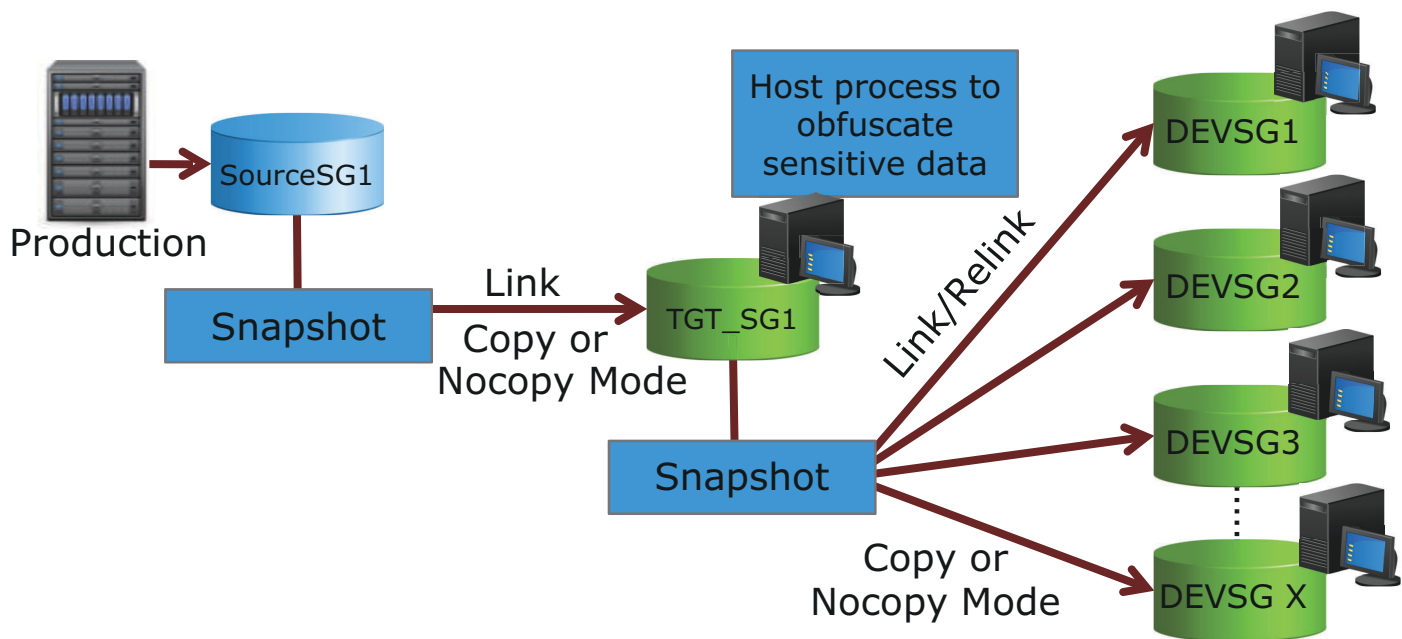 Production
SourceSG1
Snapshot
Link
Copy or
Nocopy Mode
Host process to
obfuscate
sensitive data
TGT_SG1
Snapshot
Link/Relink
Copy or
Nocopy Mode
DEVSG1
DEVSG2
DEVSG3
DEVSG X